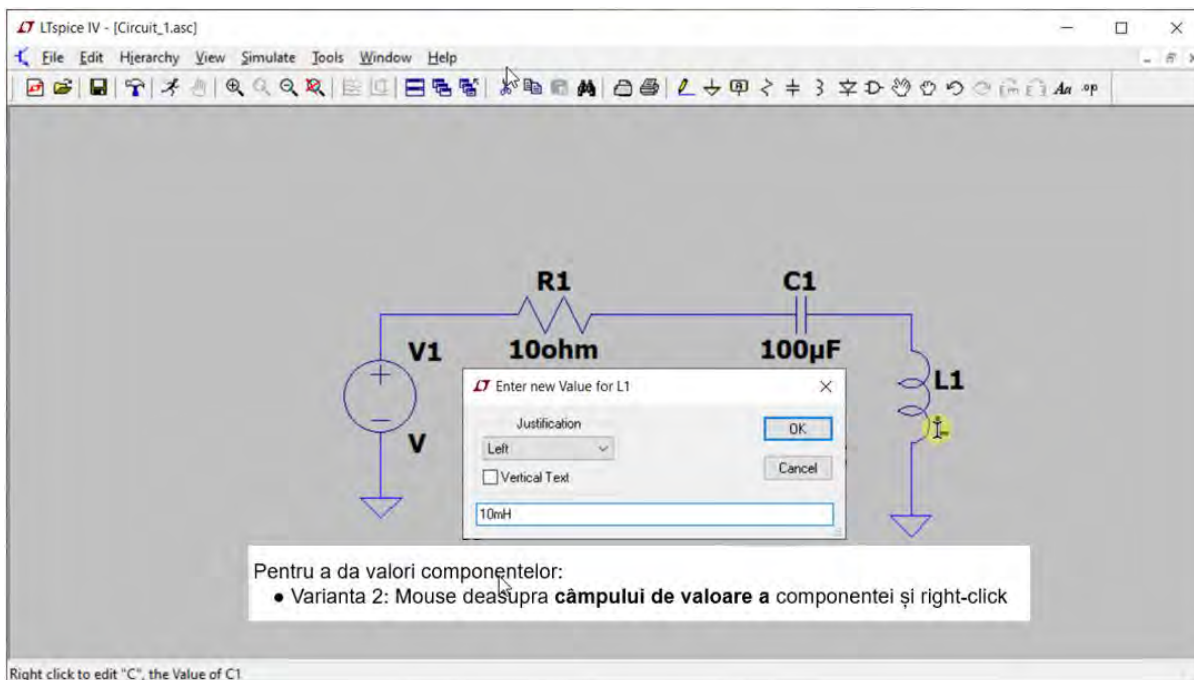 LTspice IV - [Circuit_1.asc]
File Edit Hierarchy View Simulate Tools Window Help
Aa .op
R1
C1
V1
10ohm
100µF
L1
Enter new Value for L1
Justification
OK
Left
V
Cancel
Vertical Text
10mH
Pentru a da valori componentelor:
● Varianta 2: Mouse deasupra câmpului de valoare a componentei și right-click
Right click to edit "C", the Value of C1